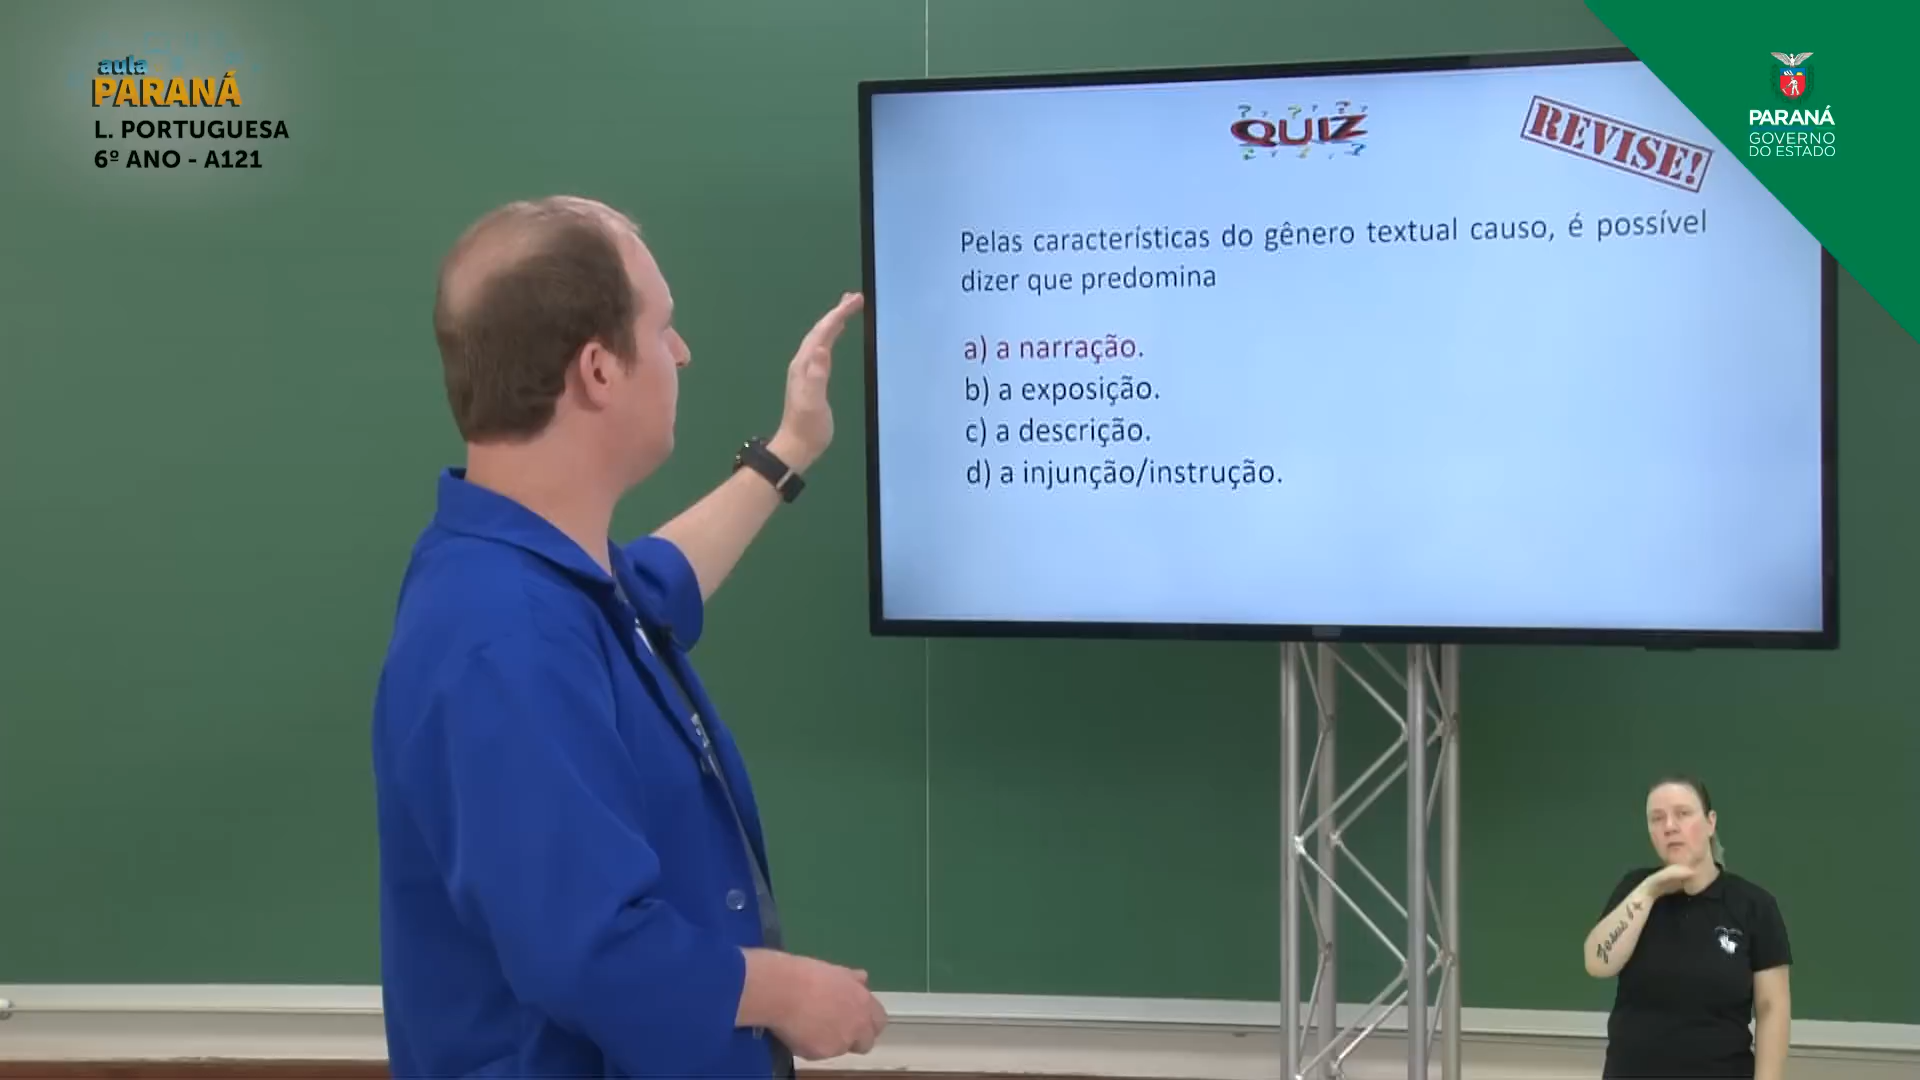 aula
PARANÁ
L. PORTUGUESA
6º ANO - A121
QUIZ
REVISE!
PARANÁ
GOVERNO
DO ESTADO
Pelas características do gênero textual causo, é possível
dizer que predomina
a) a narração.
b) a exposição.
c) a descrição.
d) a injunção/instrução.